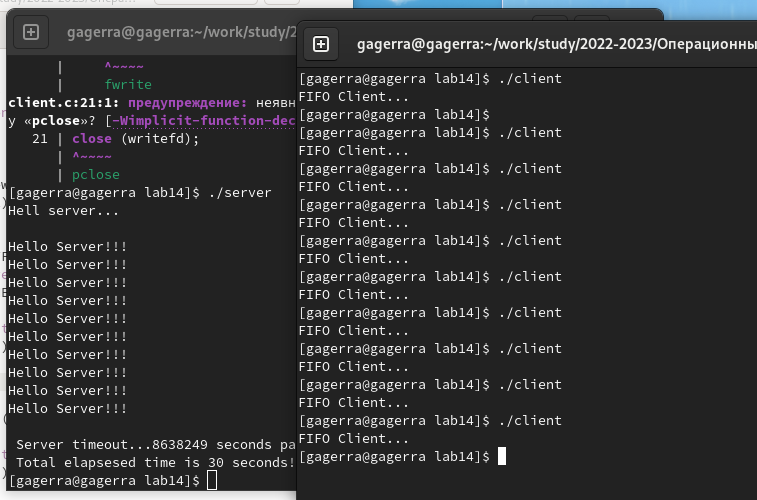 gagerra@gagerra:~/work/study/2
|     ^~~~~
|     fwrite
client.c:21:1: предупреждение: неявн
у «pclose»? [-Wimplicit-function-dec
21 | close (writefd);
| ^~~~~
| pclose
[gagerra@gagerra lab14]$ ./server
Hell server...
Hello Server!!!
Hello Server!!!
Hello Server!!!
Hello Server!!!
Hello Server!!!
Hello Server!!!
Hello Server!!!
Hello Server!!!
Hello Server!!!
Hello Server!!!
Server timeout...8638249 seconds pa
Total elapsesed time is 30 seconds!
[gagerra@gagerra lab14]$
gagerra@gagerra:~/work/study/2022-2023/Операционны
[gagerra@gagerra lab14]$ ./client
FIFO Client...
[gagerra@gagerra lab14]$
[gagerra@gagerra lab14]$ ./client
FIFO Client...
[gagerra@gagerra lab14]$ ./client
FIFO Client...
[gagerra@gagerra lab14]$ ./client
FIFO Client...
[gagerra@gagerra lab14]$ ./client
FIFO Client...
[gagerra@gagerra lab14]$ ./client
FIFO Client...
[gagerra@gagerra lab14]$ ./client
FIFO Client...
[gagerra@gagerra lab14]$ ./client
FIFO Client...
[gagerra@gagerra lab14]$ ./client
FIFO Client...
[gagerra@gagerra lab14]$ ./client
FIFO Client...
[gagerra@gagerra lab14]$